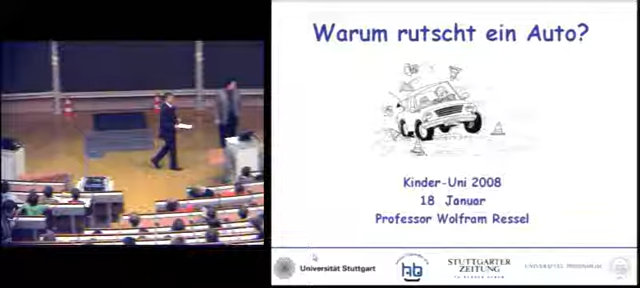 Warum rutscht ein Auto?
Kinder-Uni 2008
18 Januar
Professor Wolfram Ressel
Universität Stuttgart
STUTTGARTER
ZEITUNG